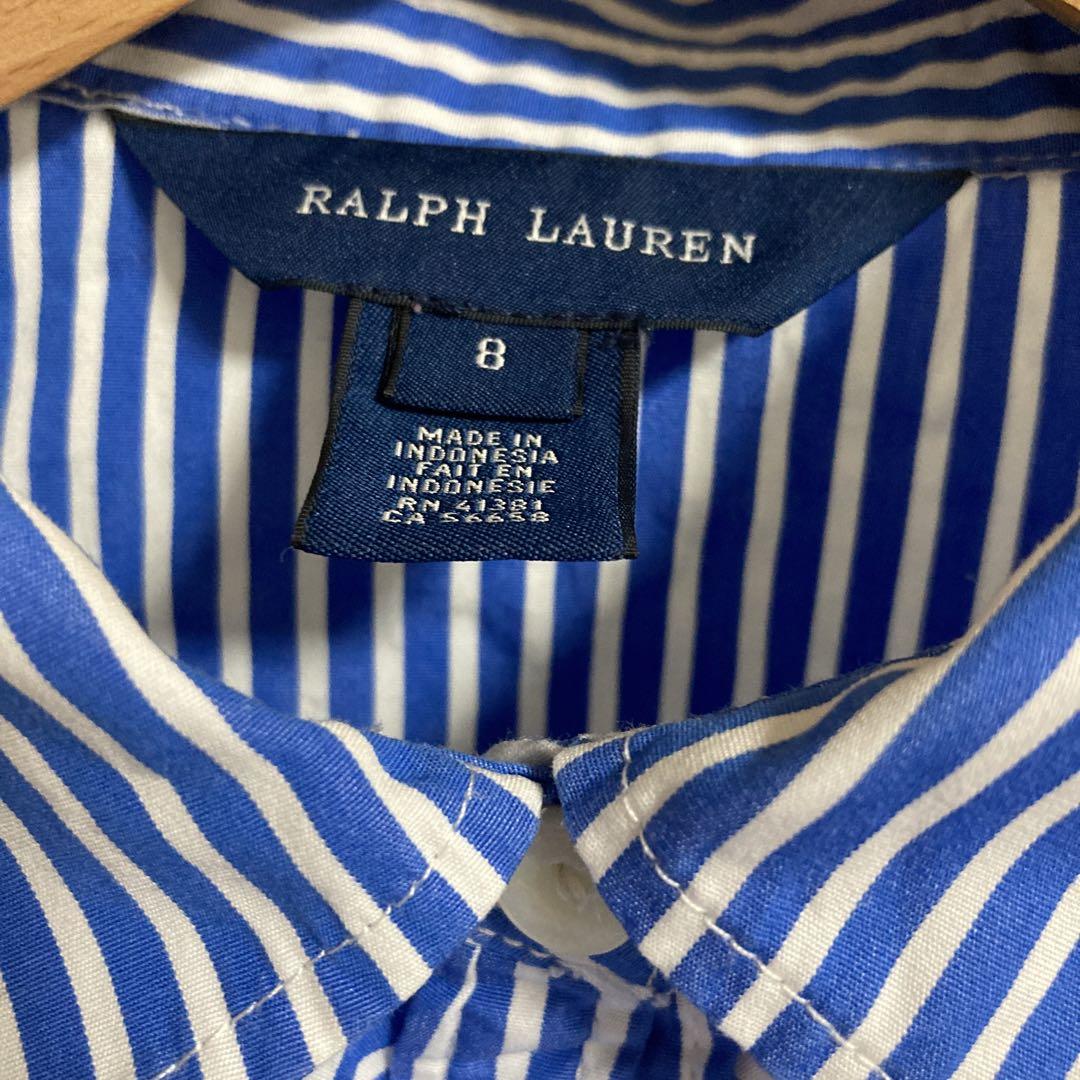 RALPH LAUREN
8
MADE IN
INDONESIA
FAIT EN
INDONESIE
RN 41381
CA 56658